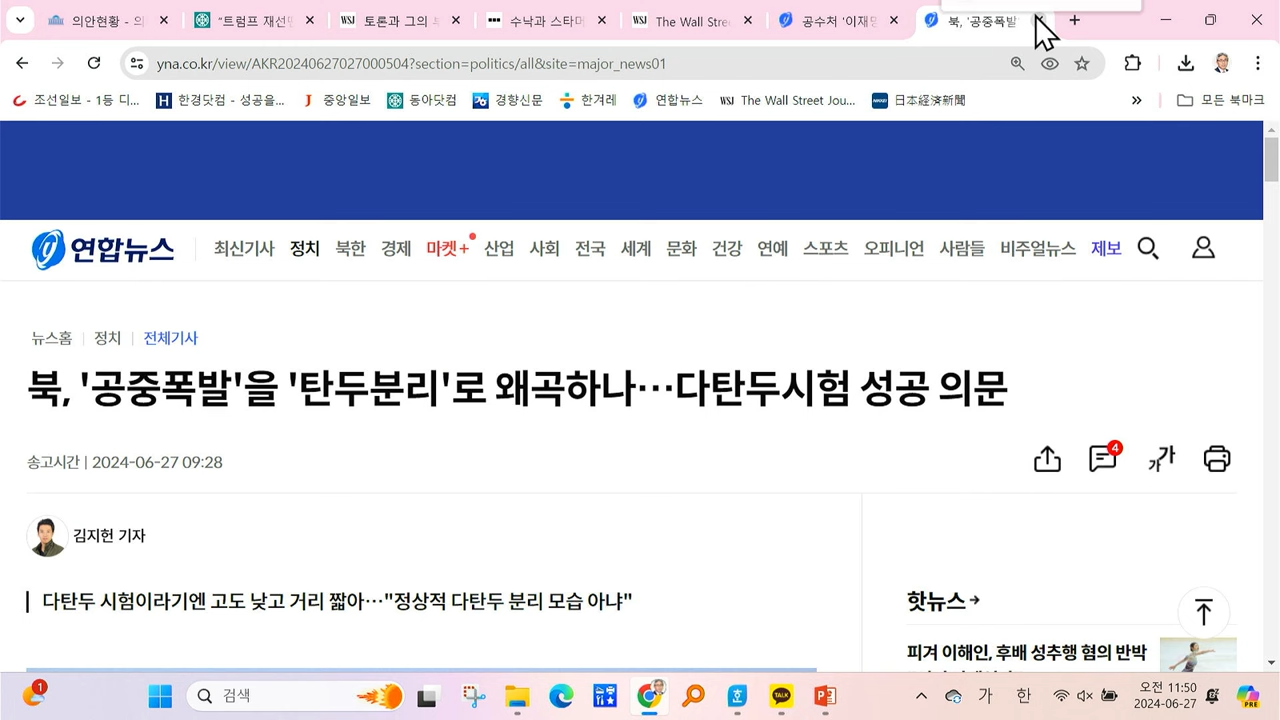 의안현황 - 의
"트럼프 재선
토론과 그의
수낙과 스타머
The Wall Stre
공수처 '이재
북, '공중폭발'
yna.co.kr/view/AKR20240627027000504?section=politics/all&site=major_news01
조선일보 - 1등 디...
한경닷컴 - 성공을...
중앙일보
동아닷컴
경향신문
한겨레
연합뉴스
The Wall Street Jou...
日本経済新聞
모든 북마크
연합뉴스
최신기사 정치 북한 경제 마켓+ 산업 사회 전국 세계 문화 건강 연예 스포츠 오피니언 사람들 비주얼뉴스 제보
뉴스홈 | 정치 | 전체기사
북, '공중폭발'을 '탄두분리'로 왜곡하나…다탄두시험 성공 의문
송고시간 | 2024-06-27 09:28
4
가가
김지헌 기자
다탄두 시험이라기엔 고도 낮고 거리 짧아…"정상적 다탄두 분리 모습 아냐"
핫뉴스
피겨 이해인, 후배 성추행 혐의 반박
1
검색
TALK
가
한
오전 11:50
2024-06-27
PRE